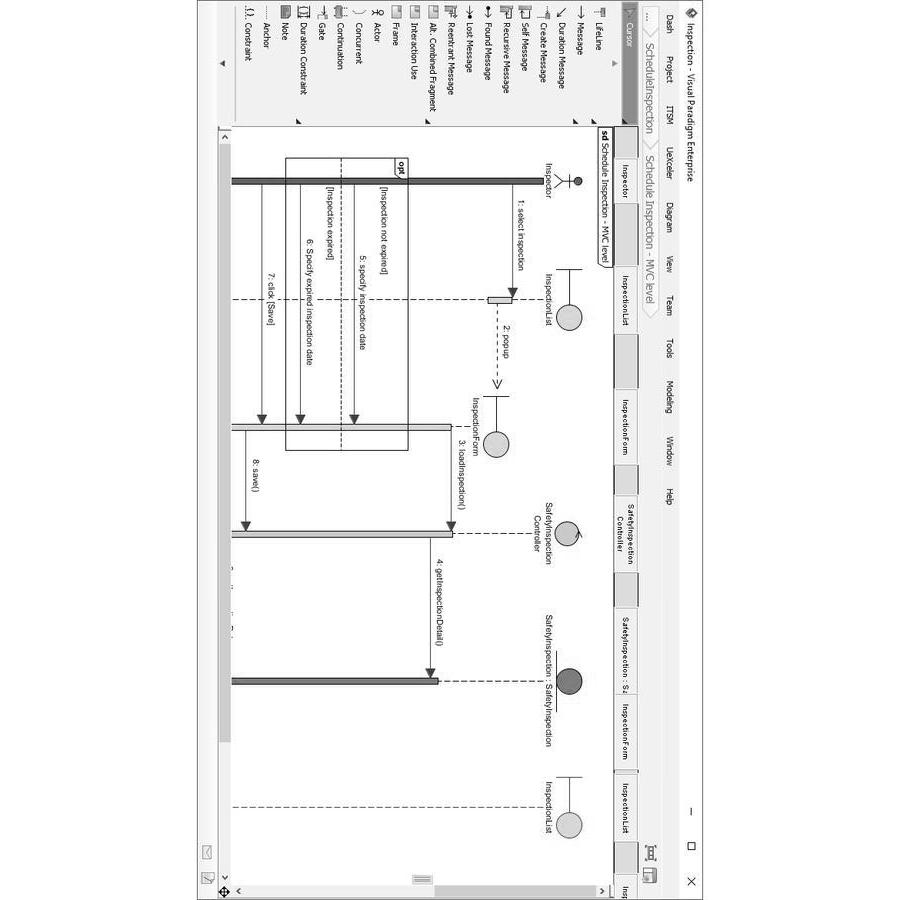 Inspection - Visual Paradigm Enterprise
Dash Project ITSM UeXceler Diagram View Team Tools Modeling Window Help
... ScheduleInspection Schedule Inspection - MVC level
Cursor
LifeLine
Message
Duration Message
Create Message
Self Message
Recursive Message
Found Message
Lost Message
Reentrant Message
Alt. Combined Fragment
Interaction Use
Frame
Actor
Concurrent
Continuation
Gate
Duration Constraint
Note
Anchor
Constraint
Inspector
InspectionList
InspectionForm
SafetyInspection
Controller
SafetyInspection : Sa
InspectionForm
InspectionList
Insp
sd Schedule Inspection - MVC level
Inspector
InspectionList
SafetyInspection
Controller
SafetyInspection : SafetyInspection
InspectionList
1: select inspection
2: popup
InspectionForm
3: loadInspection()
4: getInspectionDetail()
opt
[Inspection not expired]
5: specify inspection date
[Inspection expired]
6: Specify expired inspection date
7: click [Save]
8: save()